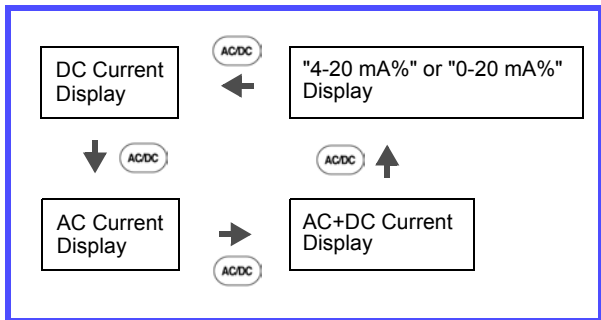 AC/DC
DC Current
Display
"4-20 mA%" or "0-20 mA%"
Display
AC/DC
AC/DC
AC Current
Display
AC+DC Current
Display
AC/DC